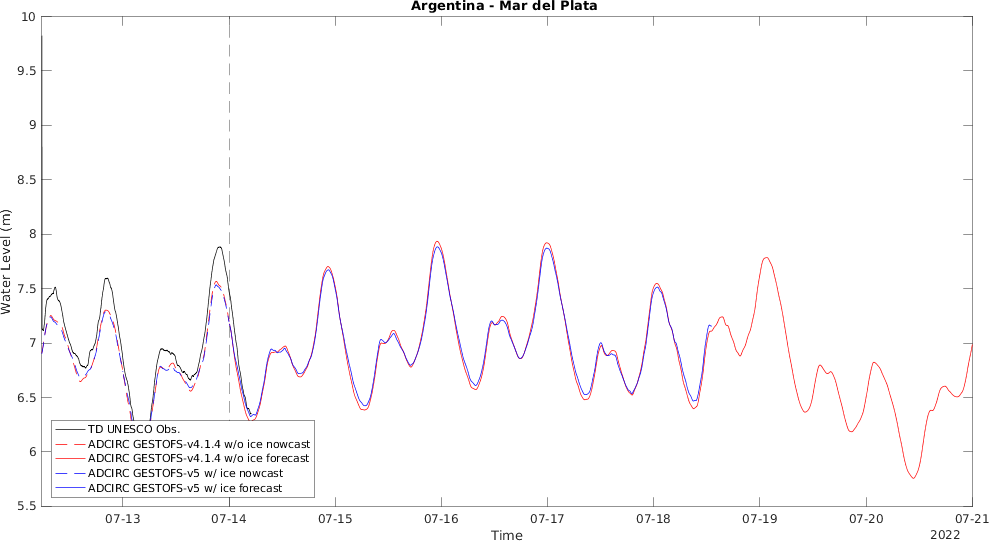 Argentina - Mar del Plata
10
9.5
9
8.5
8
7.5
7
6.5
6
5.5
Water Level (m)
TD UNESCO Obs.
ADCIRC GESTOFS-v4.1.4 w/o ice nowcast
ADCIRC GESTOFS-v4.1.4 w/o ice forecast
ADCIRC GESTOFS-v5 w/ ice nowcast
ADCIRC GESTOFS-v5 w/ ice forecast
07-13 07-14 07-15 07-16 07-17 07-18 07-19 07-20 07-21
Time
2022